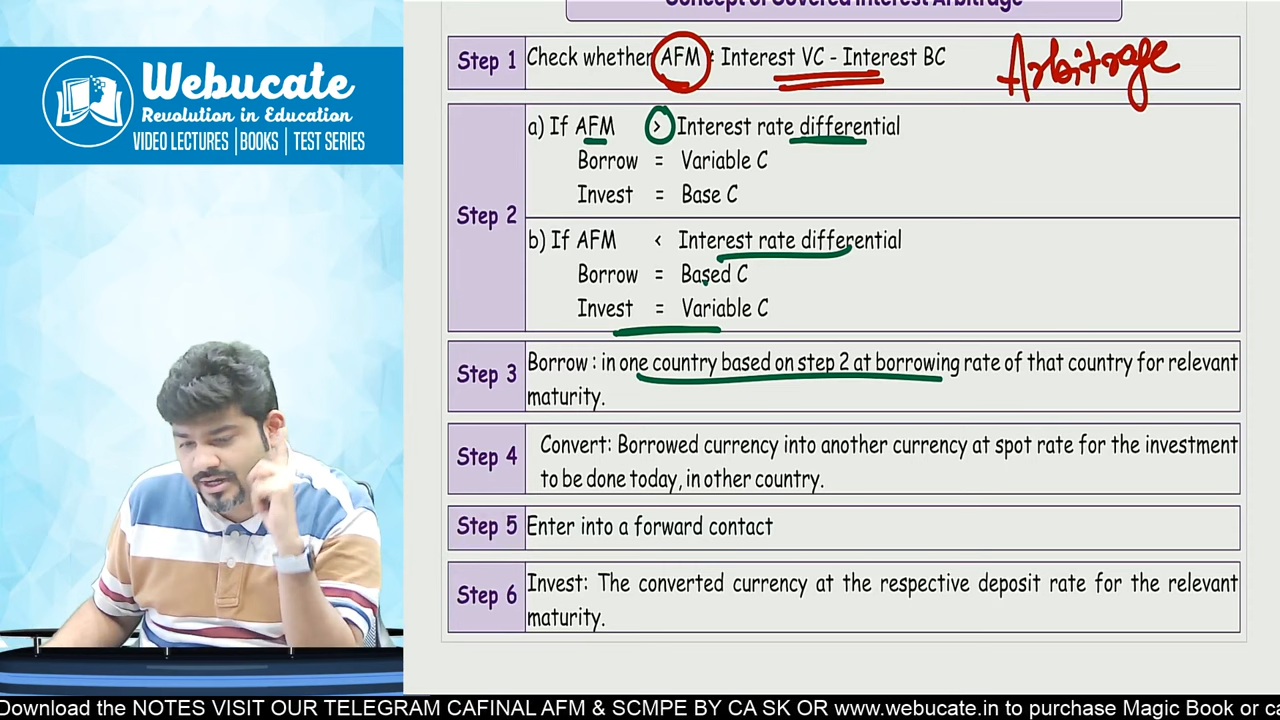 Concept of Covered Interest Arbitrage
Webucate
Revolution in Education
VIDEO LECTURES |BOOKS | TEST SERIES
Step 1
Check whether AFM Interest VC - Interest BC
Arbitrage
Step 2
a) If AFM > Interest rate differential
Borrow = Variable C
Invest = Base C
b) If AFM < Interest rate differential
Borrow = Based C
Invest = Variable C
Step 3
Borrow : in one country based on step 2 at borrowing rate of that country for relevant
maturity.
Step 4
Convert: Borrowed currency into another currency at spot rate for the investment
to be done today, in other country.
Step 5
Enter into a forward contact
Step 6
Invest: The converted currency at the respective deposit rate for the relevant
maturity.
Download the NOTES VISIT OUR TELEGRAM CAFINAL AFM & SCMPE BY CA SK OR www.webucate.in to purchase Magic Book or ca